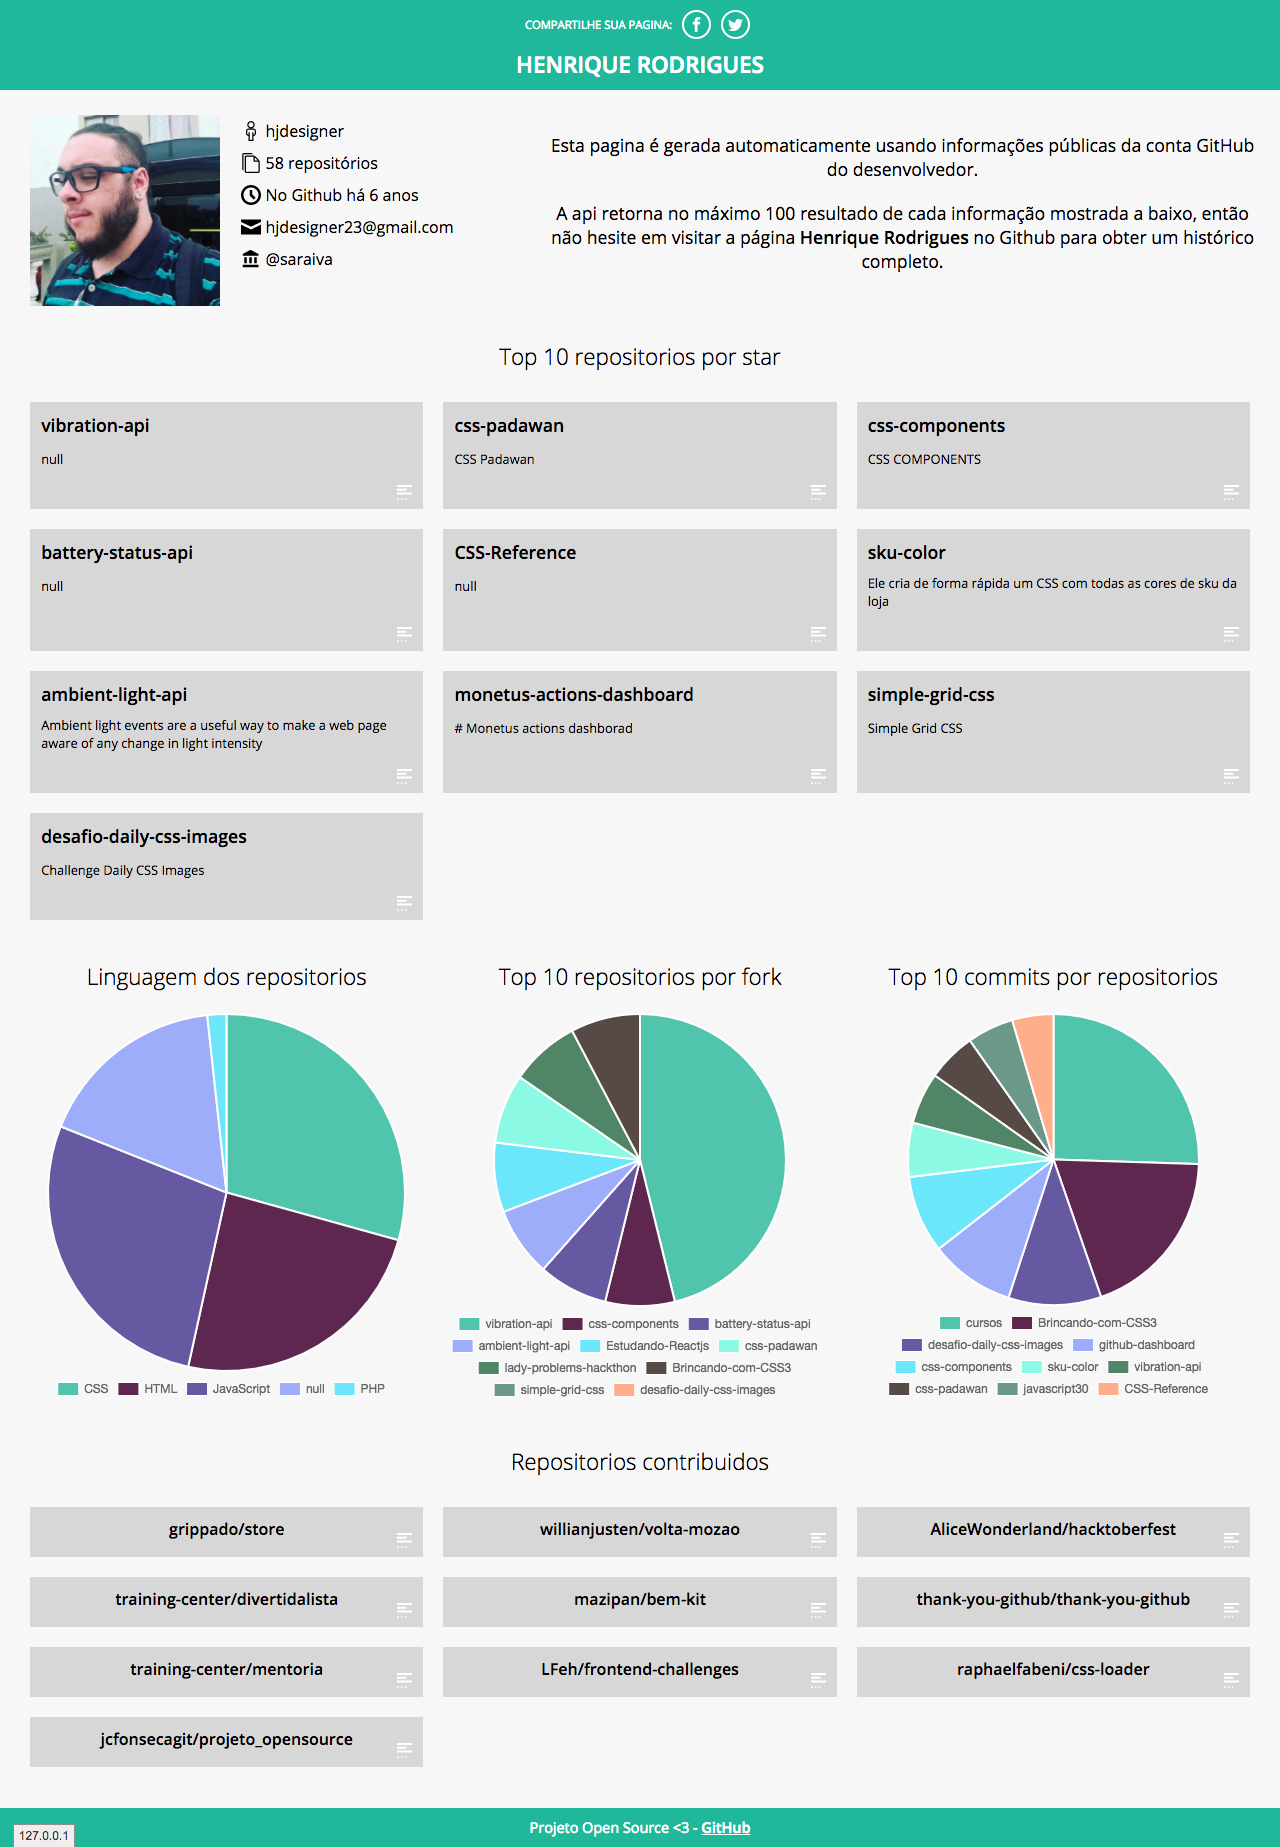 COMPARTILHE SUA PAGINA:
HENRIQUE RODRIGUES
hjdesigner
58 repositórios
No Github há 6 anos
hjdesigner23@gmail.com
@saraiva
Esta pagina é gerada automaticamente usando informações públicas da conta GitHub
do desenvolvedor.
A api retorna no máximo 100 resultado de cada informação mostrada a baixo, então
não hesite em visitar a página Henrique Rodrigues no Github para obter um histórico
completo.
Top 10 repositorios por star
vibration-api
null
css-padawan
CSS Padawan
css-components
CSS COMPONENTS
battery-status-api
null
CSS-Reference
null
sku-color
Ele cria de forma rápida um CSS com todas as cores de sku da
loja
ambient-light-api
Ambient light events are a useful way to make a web page
aware of any change in light intensity
monetus-actions-dashboard
# Monetus actions dashborad
simple-grid-css
Simple Grid CSS
desafio-daily-css-images
Challenge Daily CSS Images
Linguagem dos repositorios
CSS HTML JavaScript null PHP
Top 10 repositorios por fork
vibration-api css-components battery-status-api
ambient-light-api Estudando-Reactjs css-padawan
lady-problems-hackthon Brincando-com-CSS3
simple-grid-css desafio-daily-css-images
Top 10 commits por repositorios
cursos Brincando-com-CSS3
desafio-daily-css-images github-dashboard
css-components sku-color vibration-api
css-padawan javascript30 CSS-Reference
Repositorios contribuidos
grippado/store
willianjusten/volta-mozao
AliceWonderland/hacktoberfest
training-center/divertidalista
mazipan/bem-kit
thank-you-github/thank-you-github
training-center/mentoria
LFeh/frontend-challenges
raphaelfabeni/css-loader
jcfonsecagit/projeto_opensource
Projeto Open Source <3 - GitHub
127.0.0.1